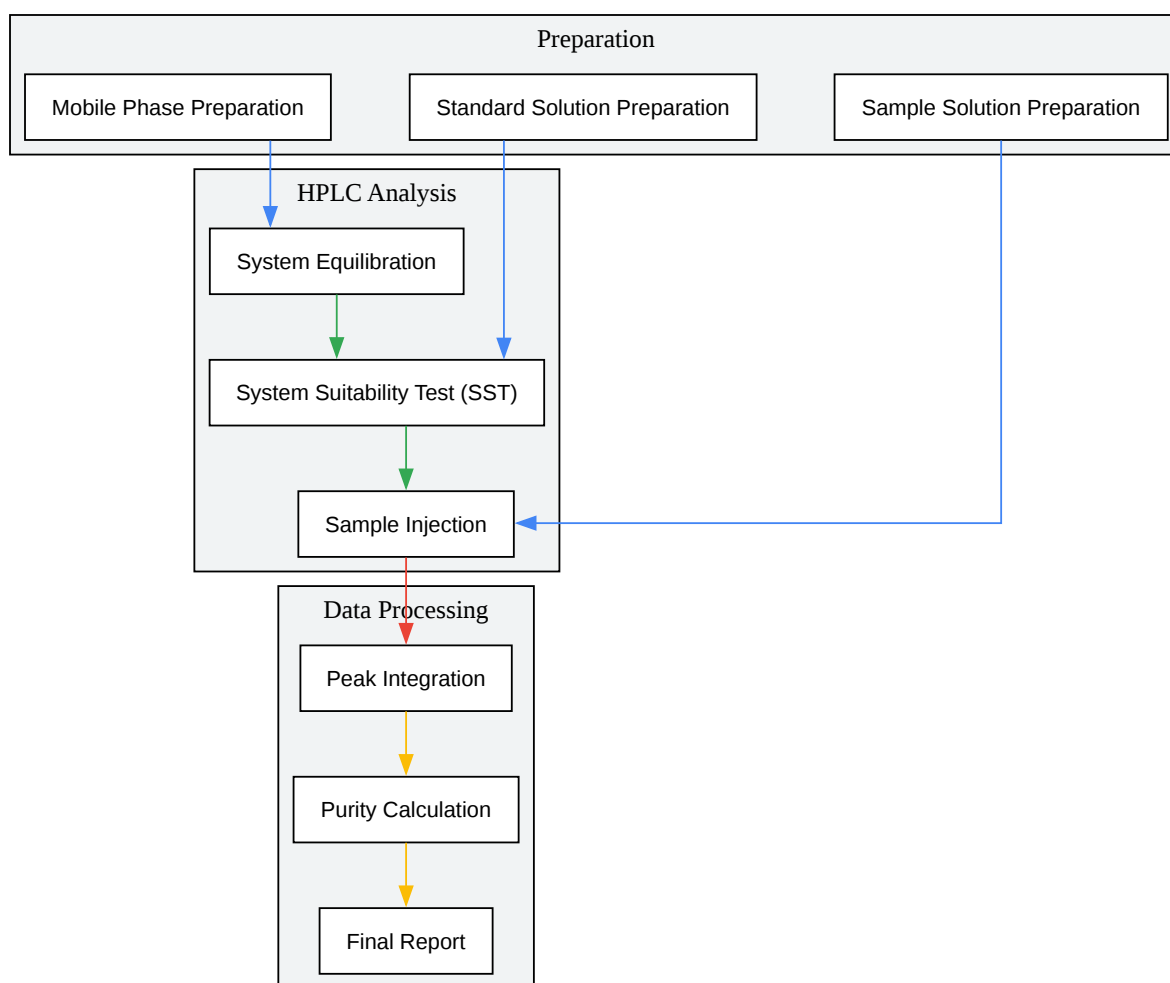 Preparation
Mobile Phase Preparation
Standard Solution Preparation
Sample Solution Preparation
HPLC Analysis
System Equilibration
System Suitability Test (SST)
Sample Injection
Data Processing
Peak Integration
Purity Calculation
Final Report